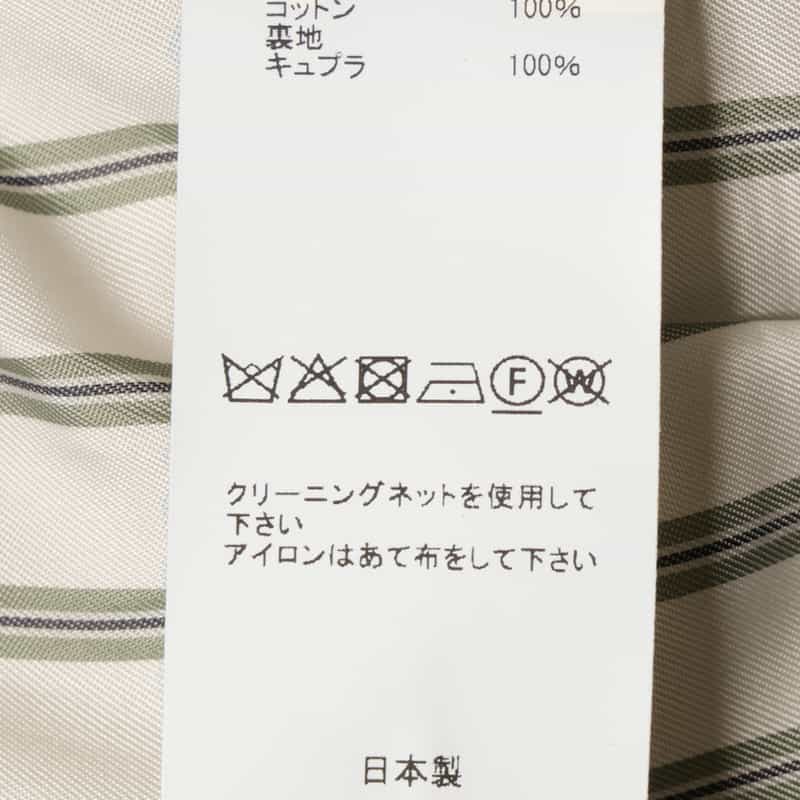 コットン 100%
裏地
キュプラ 100%
F W
クリーニングネットを使用して
下さい
アイロンはあて布をして下さい
日本製